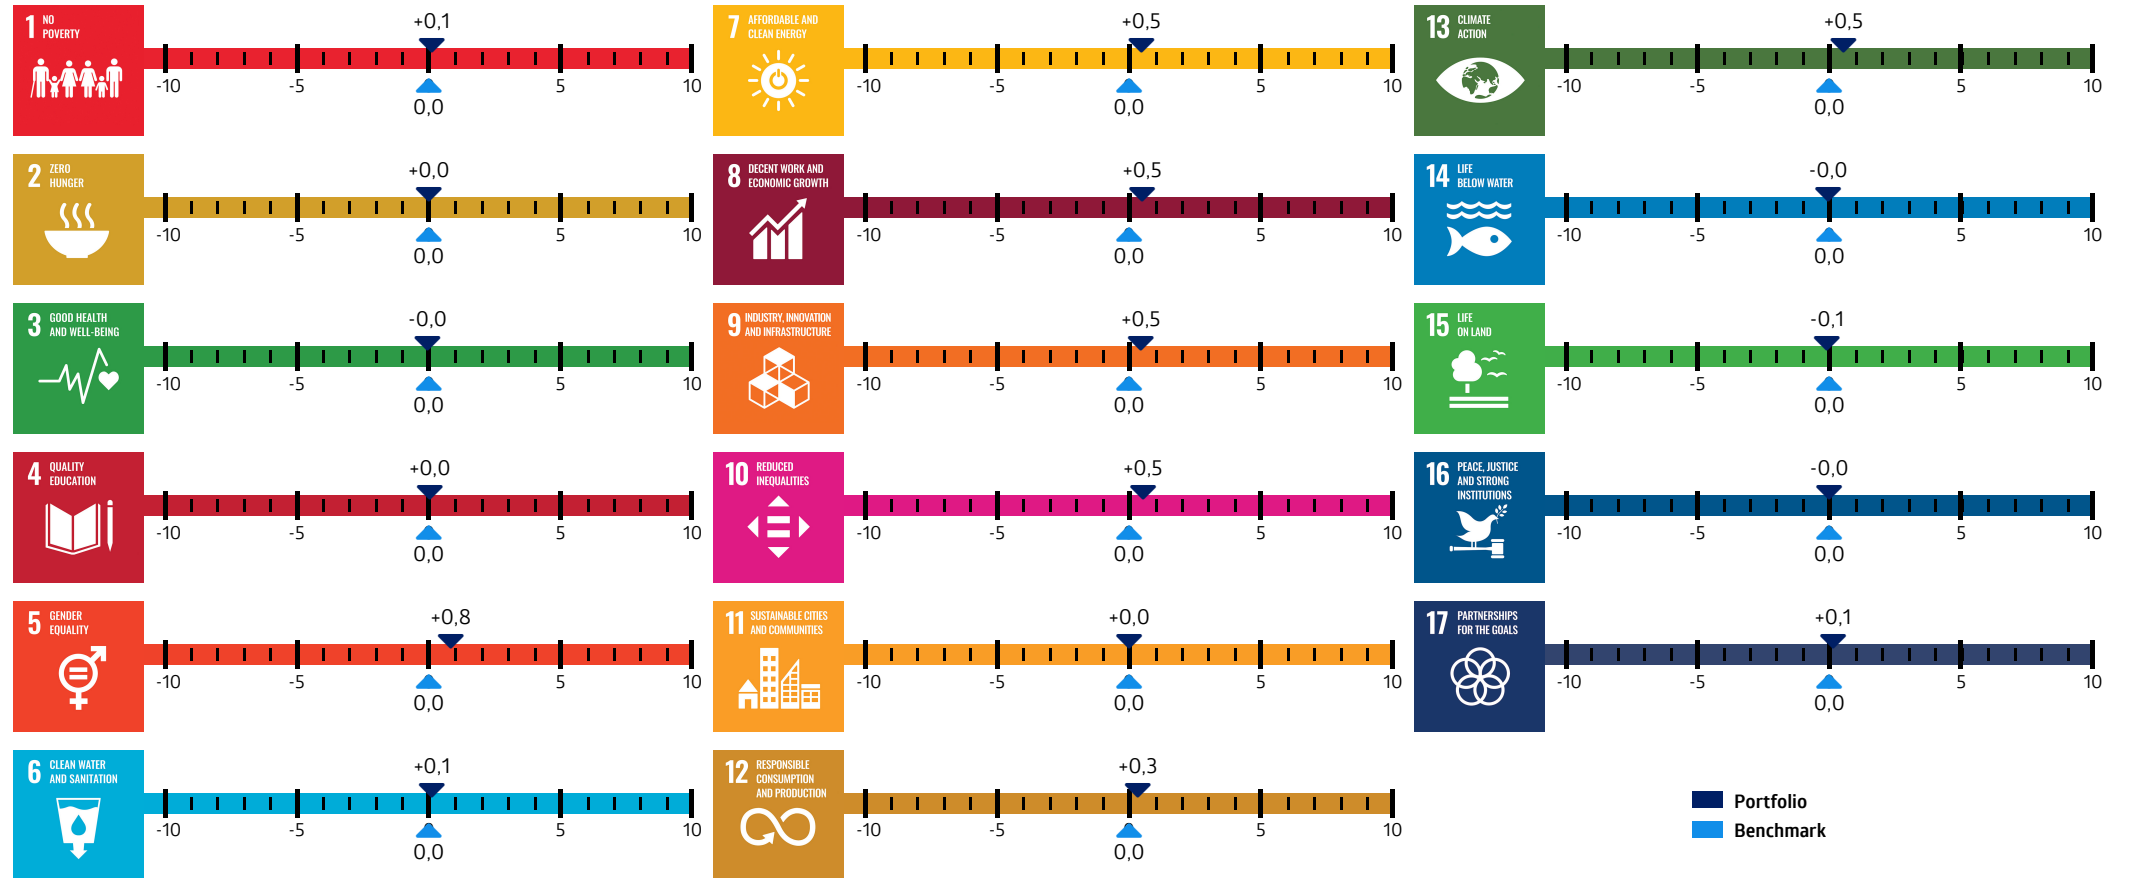 1 NO
POVERTY
+0,1
-10 -5 5 10
0,0
2 ZERO
HUNGER
+0,0
-10 -5 5 10
0,0
3 GOOD HEALTH
AND WELL-BEING
-0,0
-10 -5 5 10
0,0
4 QUALITY
EDUCATION
+0,0
-10 -5 5 10
0,0
5 GENDER
EQUALITY
+0,8
-10 -5 5 10
0,0
6 CLEAN WATER
AND SANITATION
+0,1
-10 -5 5 10
0,0
7 AFFORDABLE AND
CLEAN ENERGY
+0,5
-10 -5 5 10
0,0
8 DECENT WORK AND
ECONOMIC GROWTH
+0,5
-10 -5 5 10
0,0
9 INDUSTRY, INNOVATION
AND INFRASTRUCTURE
+0,5
-10 -5 5 10
0,0
10 REDUCED
INEQUALITIES
+0,5
-10 -5 5 10
0,0
11 SUSTAINABLE CITIES
AND COMMUNITIES
+0,0
-10 -5 5 10
0,0
12 RESPONSIBLE
CONSUMPTION
AND PRODUCTION
+0,3
-10 -5 5 10
0,0
13 CLIMATE
ACTION
+0,5
-10 -5 5 10
0,0
14 LIFE
BELOW WATER
-0,0
-10 -5 5 10
0,0
15 LIFE
ON LAND
-0,1
-10 -5 5 10
0,0
16 PEACE, JUSTICE
AND STRONG
INSTITUTIONS
-0,0
-10 -5 5 10
0,0
17 PARTNERSHIPS
FOR THE GOALS
+0,1
-10 -5 5 10
0,0
Portfolio
Benchmark